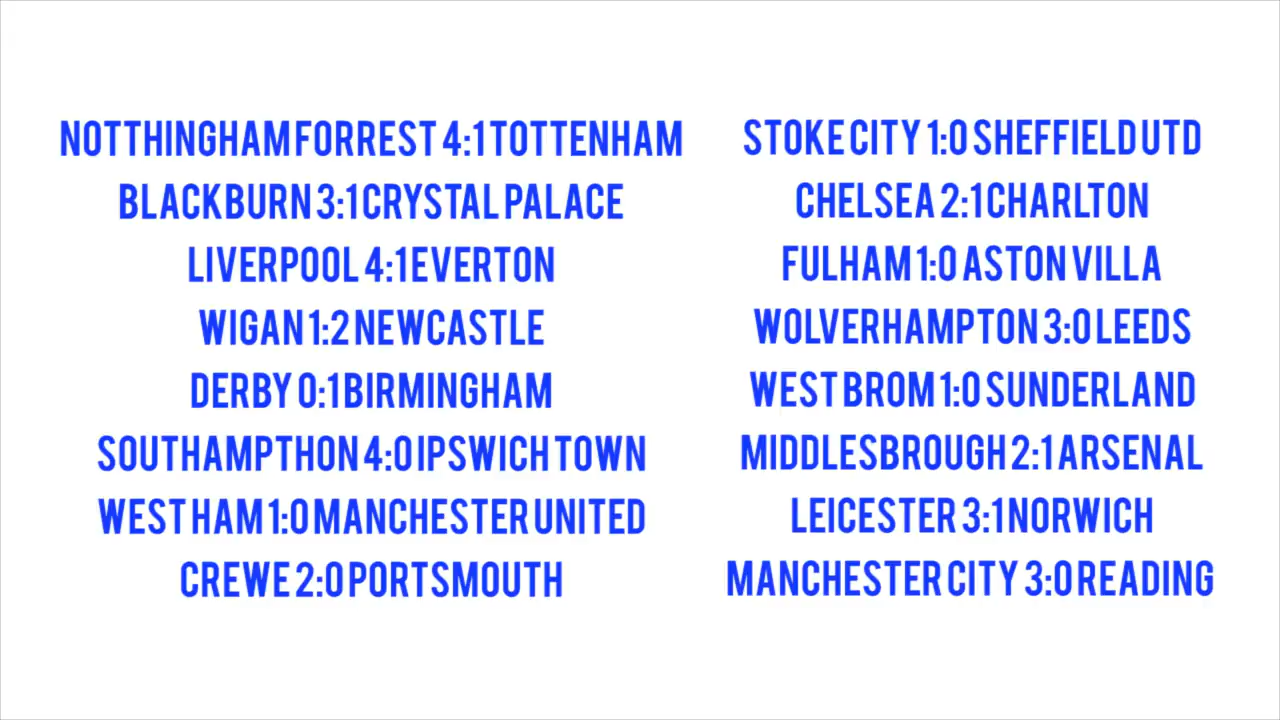 NOTTHINGHAM FORREST 4:1 TOTTENHAM
BLACKBURN 3:1 CRYSTAL PALACE
LIVERPOOL 4:1 EVERTON
WIGAN 1:2 NEWCASTLE
DERBY 0:1 BIRMINGHAM
SOUTHAMPTHON 4:0 IPSWICH TOWN
WEST HAM 1:0 MANCHESTER UNITED
CREWE 2:0 PORTSMOUTH
STOKE CITY 1:0 SHEFFIELD UTD
CHELSEA 2:1 CHARLTON
FULHAM 1:0 ASTON VILLA
WOLVERHAMPTON 3:0 LEEDS
WEST BROM 1:0 SUNDERLAND
MIDDLESBROUGH 2:1 ARSENAL
LEICESTER 3:1 NORWICH
MANCHESTER CITY 3:0 READING